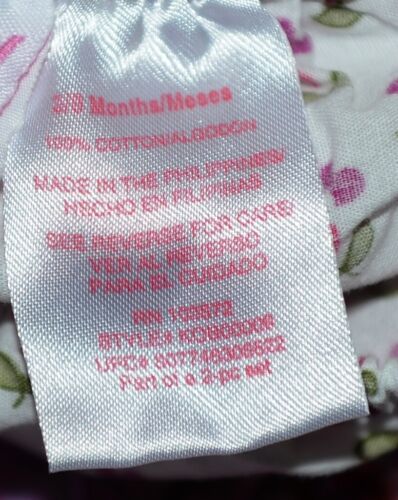 Months/Meses
100% COTTON/ALGODON
MADE IN THE PHILIPPINES/
HECHO EN FILIPINAS
SEE REVERSE FOR CARE/
VER AL REVERSO
PARA EL CUIDADO
RN
STYLE#
UPC#
Part of a 2-pc set